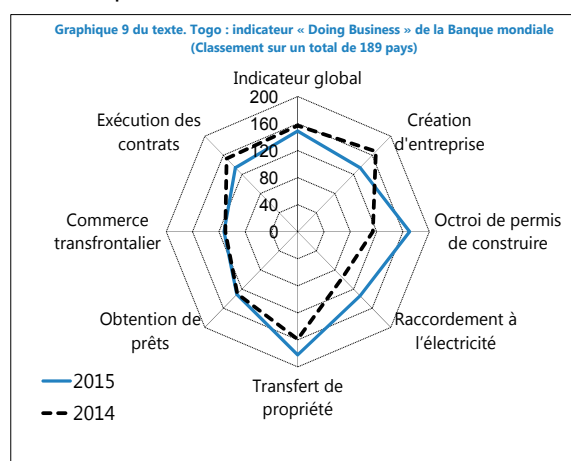 Graphique 9 du texte. Togo : indicateur « Doing Business » de la Banque mondiale
(Classement sur un total de 189 pays)
Indicateur global
200
160
120
80
40
0
Création
d'entreprise
Octroi de permis
de construire
Raccordement à
l’électricité
Transfert de
propriété
Obtention de
prêts
Commerce
transfrontalier
Exécution des
contrats
2015
2014